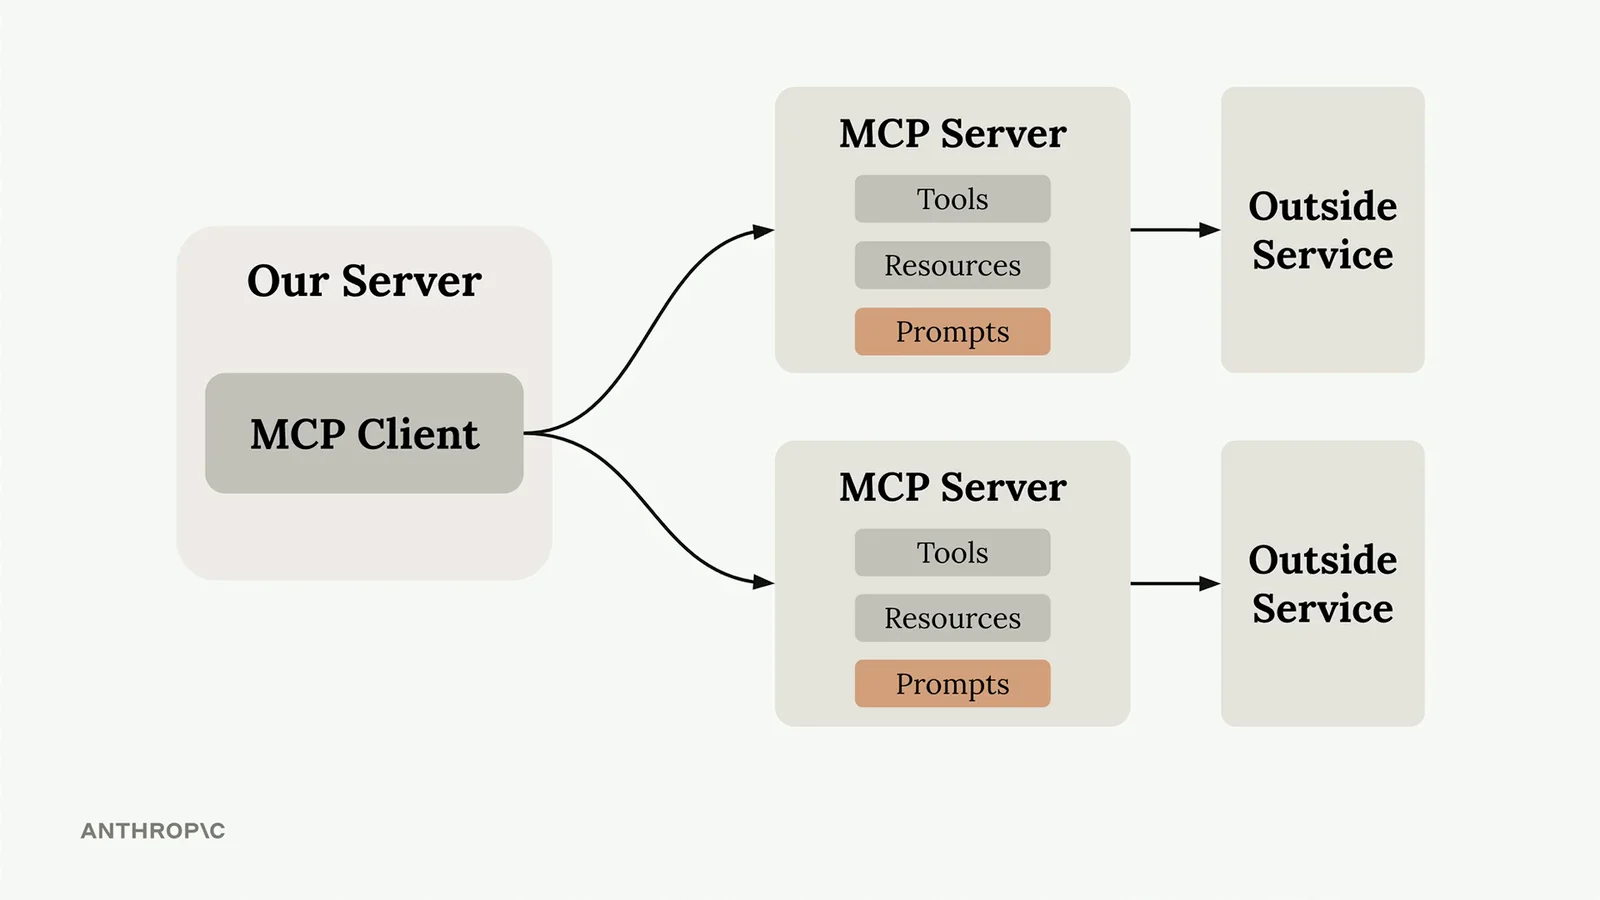 Our Server
MCP Client
MCP Server
Tools
Resources
Prompts
Outside
Service
MCP Server
Tools
Resources
Prompts
Outside
Service
ANTHROP\C